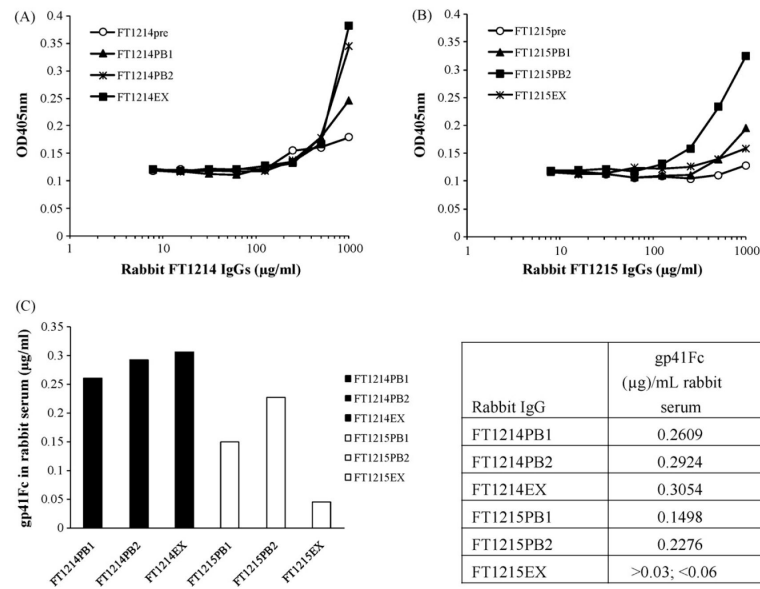 (A)
0.4
0.35
0.3
0.25
0.2
0.15
0.1
0.05
0
OD405nm
FT1214pre
FT1214PB1
FT1214PB2
FT1214EX
1 10 100 1000
Rabbit FT1214 IgGs (µg/ml)
(B)
0.4
0.35
0.3
0.25
0.2
0.15
0.1
0.05
0
OD405nm
FT1215pre
FT1215PB1
FT1215PB2
FT1215EX
1 10 100 1000
Rabbit FT1215 IgGs (µg/ml)
(C)
0.35
0.3
0.25
0.2
0.15
0.1
0.05
0
gp41Fc in rabbit serum (µg/ml)
FT1214PB1
FT1214PB2
FT1214EX
FT1215PB1
FT1215PB2
FT1215EX
FT1214PB1
FT1214PB2
FT1214EX
FT1215PB1
FT1215PB2
FT1215EX
gp41Fc
(µg)/mL rabbit
Rabbit IgG serum
FT1214PB1 0.2609
FT1214PB2 0.2924
FT1214EX 0.3054
FT1215PB1 0.1498
FT1215PB2 0.2276
FT1215EX >0.03; <0.06